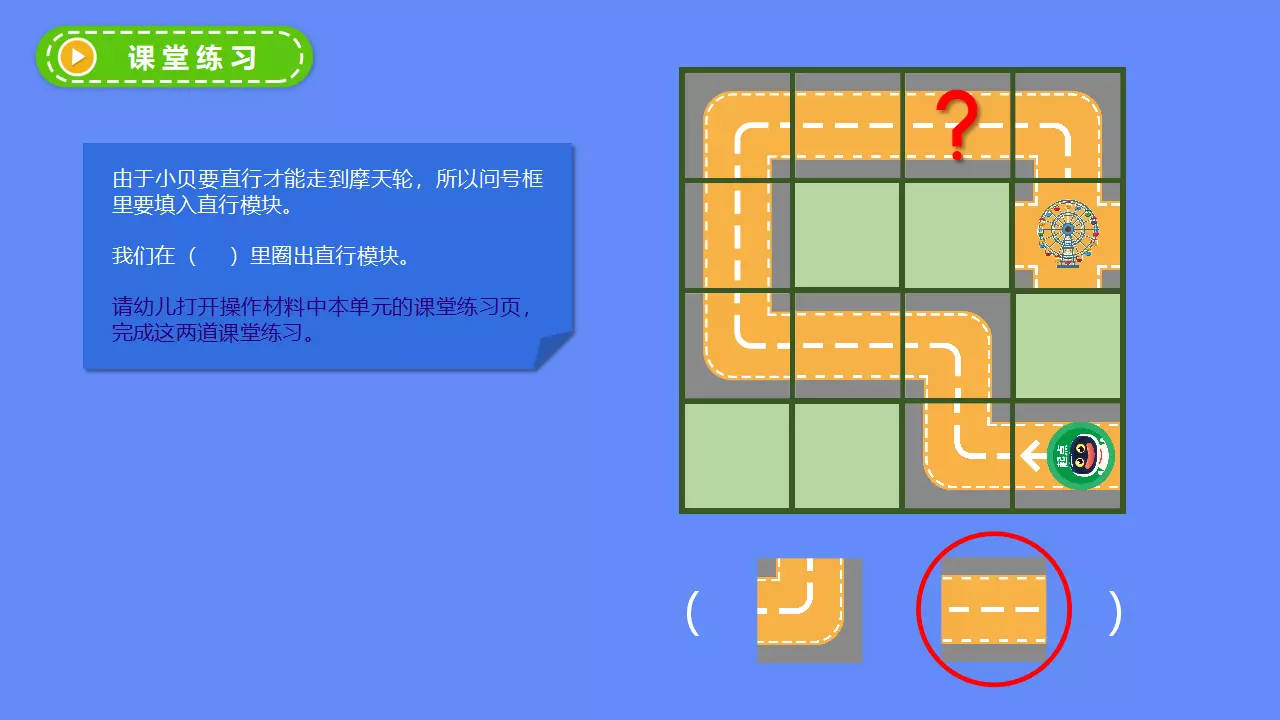 课堂练习
由于小贝要直行才能走到摩天轮，所以问号框
里要填入直行模块。
我们在（  ）里圈出直行模块。
请幼儿打开操作材料中本单元的课堂练习页，
完成这两道课堂练习。
？
起点
(  )